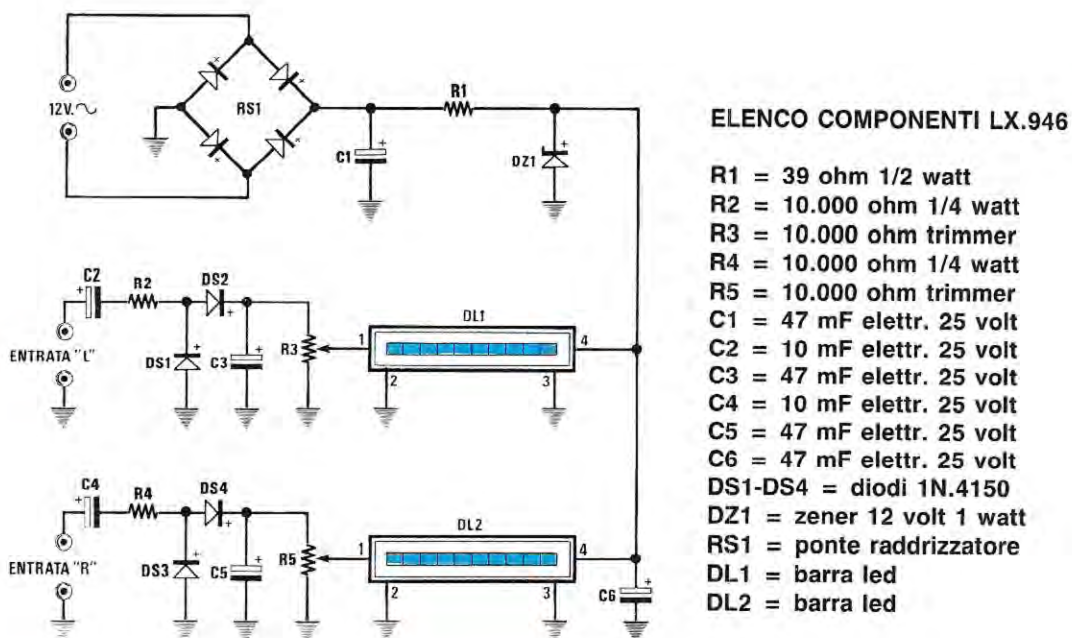 12V.∿
RS1
R1
C1
+
DZ1
+
C2
+
R2
DS2
+
ENTRATA "L"
DS1
+
C3
+
R3
1
DL1
4
2
3
C4
+
R4
DS4
+
ENTRATA "R"
DS3
+
C5
+
R5
1
DL2
4
2
3
C6
+
ELENCO COMPONENTI LX.946
R1 = 39 ohm 1/2 watt
R2 = 10.000 ohm 1/4 watt
R3 = 10.000 ohm trimmer
R4 = 10.000 ohm 1/4 watt
R5 = 10.000 ohm trimmer
C1 = 47 mF elettr. 25 volt
C2 = 10 mF elettr. 25 volt
C3 = 47 mF elettr. 25 volt
C4 = 10 mF elettr. 25 volt
C5 = 47 mF elettr. 25 volt
C6 = 47 mF elettr. 25 volt
DS1-DS4 = diodi 1N.4150
DZ1 = zener 12 volt 1 watt
RS1 = ponte raddrizzatore
DL1 = barra led
DL2 = barra led